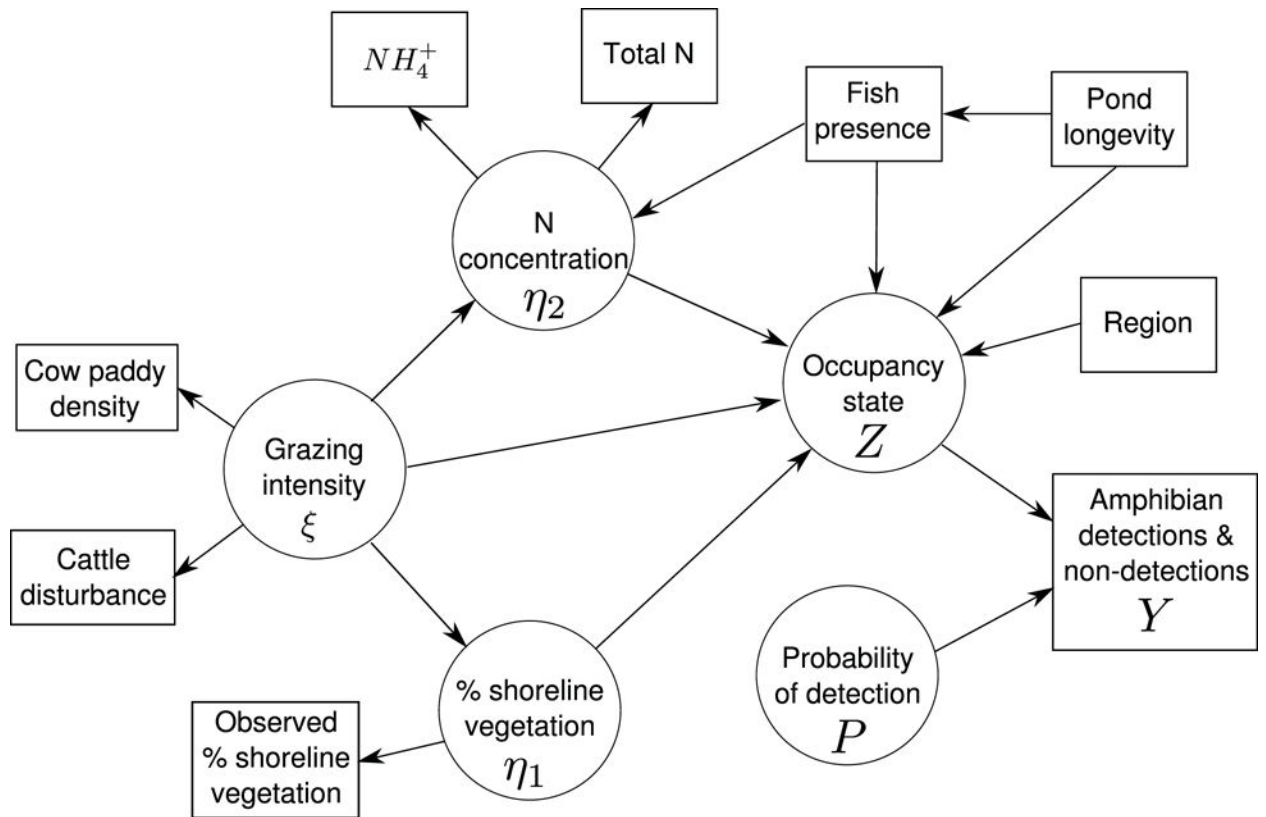 NH₄⁺
Total N
Fish
presence
Pond
longevity
N
concentration
η₂
Region
Cow paddy
density
Occupancy
state
Z
Grazing
intensity
ξ
Cattle
disturbance
Amphibian
detections &
non-detections
Y
Probability
of detection
P
% shoreline
vegetation
η₁
Observed
% shoreline
vegetation